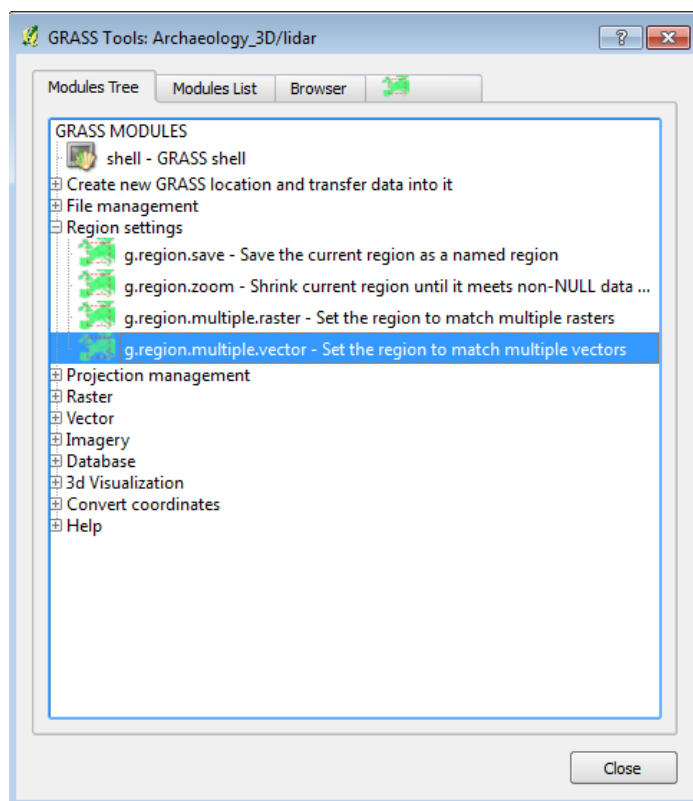 GRASS Tools: Archaeology_3D/lidar
?
Modules Tree Modules List Browser
GRASS MODULES
shell - GRASS shell
Create new GRASS location and transfer data into it
File management
Region settings
g.region.save - Save the current region as a named region
g.region.zoom - Shrink current region until it meets non-NULL data ...
g.region.multiple.raster - Set the region to match multiple rasters
g.region.multiple.vector - Set the region to match multiple vectors
Projection management
Raster
Vector
Imagery
Database
3d Visualization
Convert coordinates
Help
Close